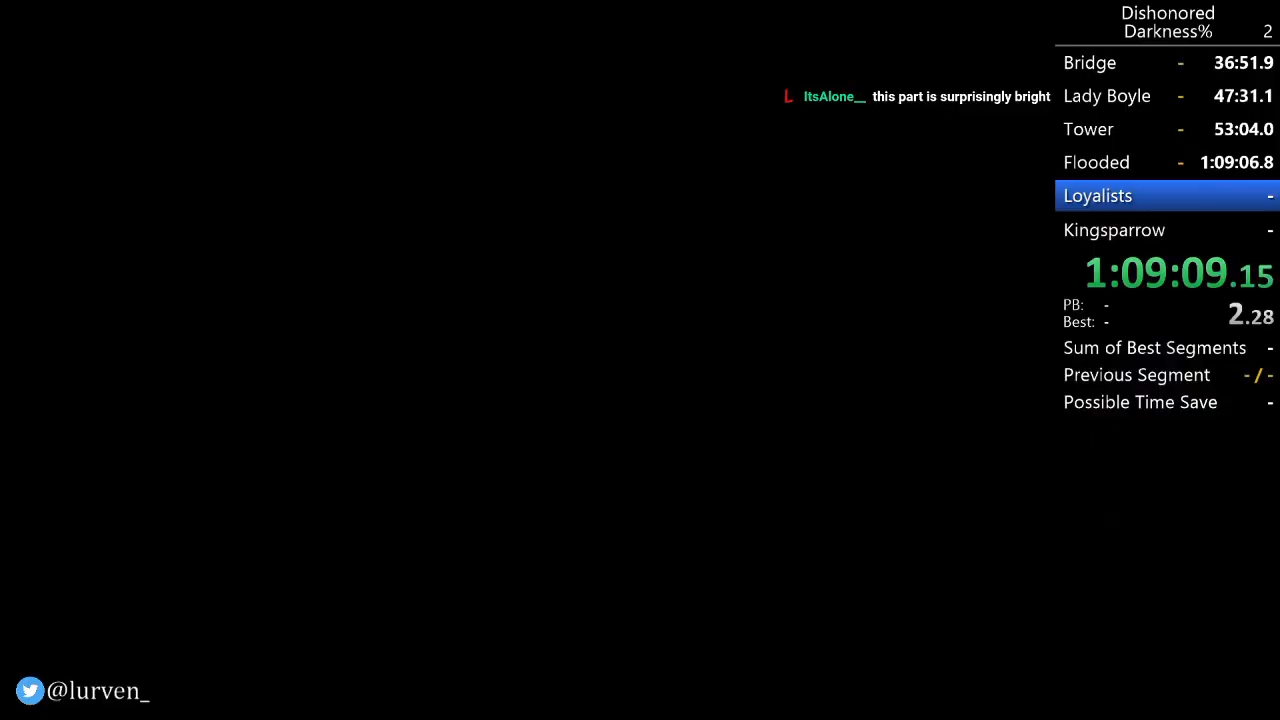 Dishonored
Darkness% 2
Bridge - 36:51.9
L ItsAlone__ this part is surprisingly bright
Lady Boyle - 47:31.1
Tower - 53:04.0
Flooded - 1:09:06.8
Loyalists -
Kingsparrow -
1:09:09.15
PB: -
Best: -
2.28
Sum of Best Segments -
Previous Segment - / -
Possible Time Save -
@lurven_